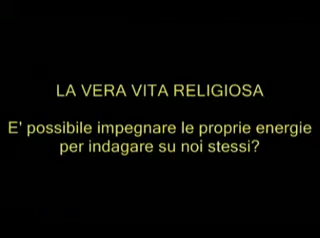 LA VERA VITA RELIGIOSA
E' possibile impegnare le proprie energie
per indagare su noi stessi?